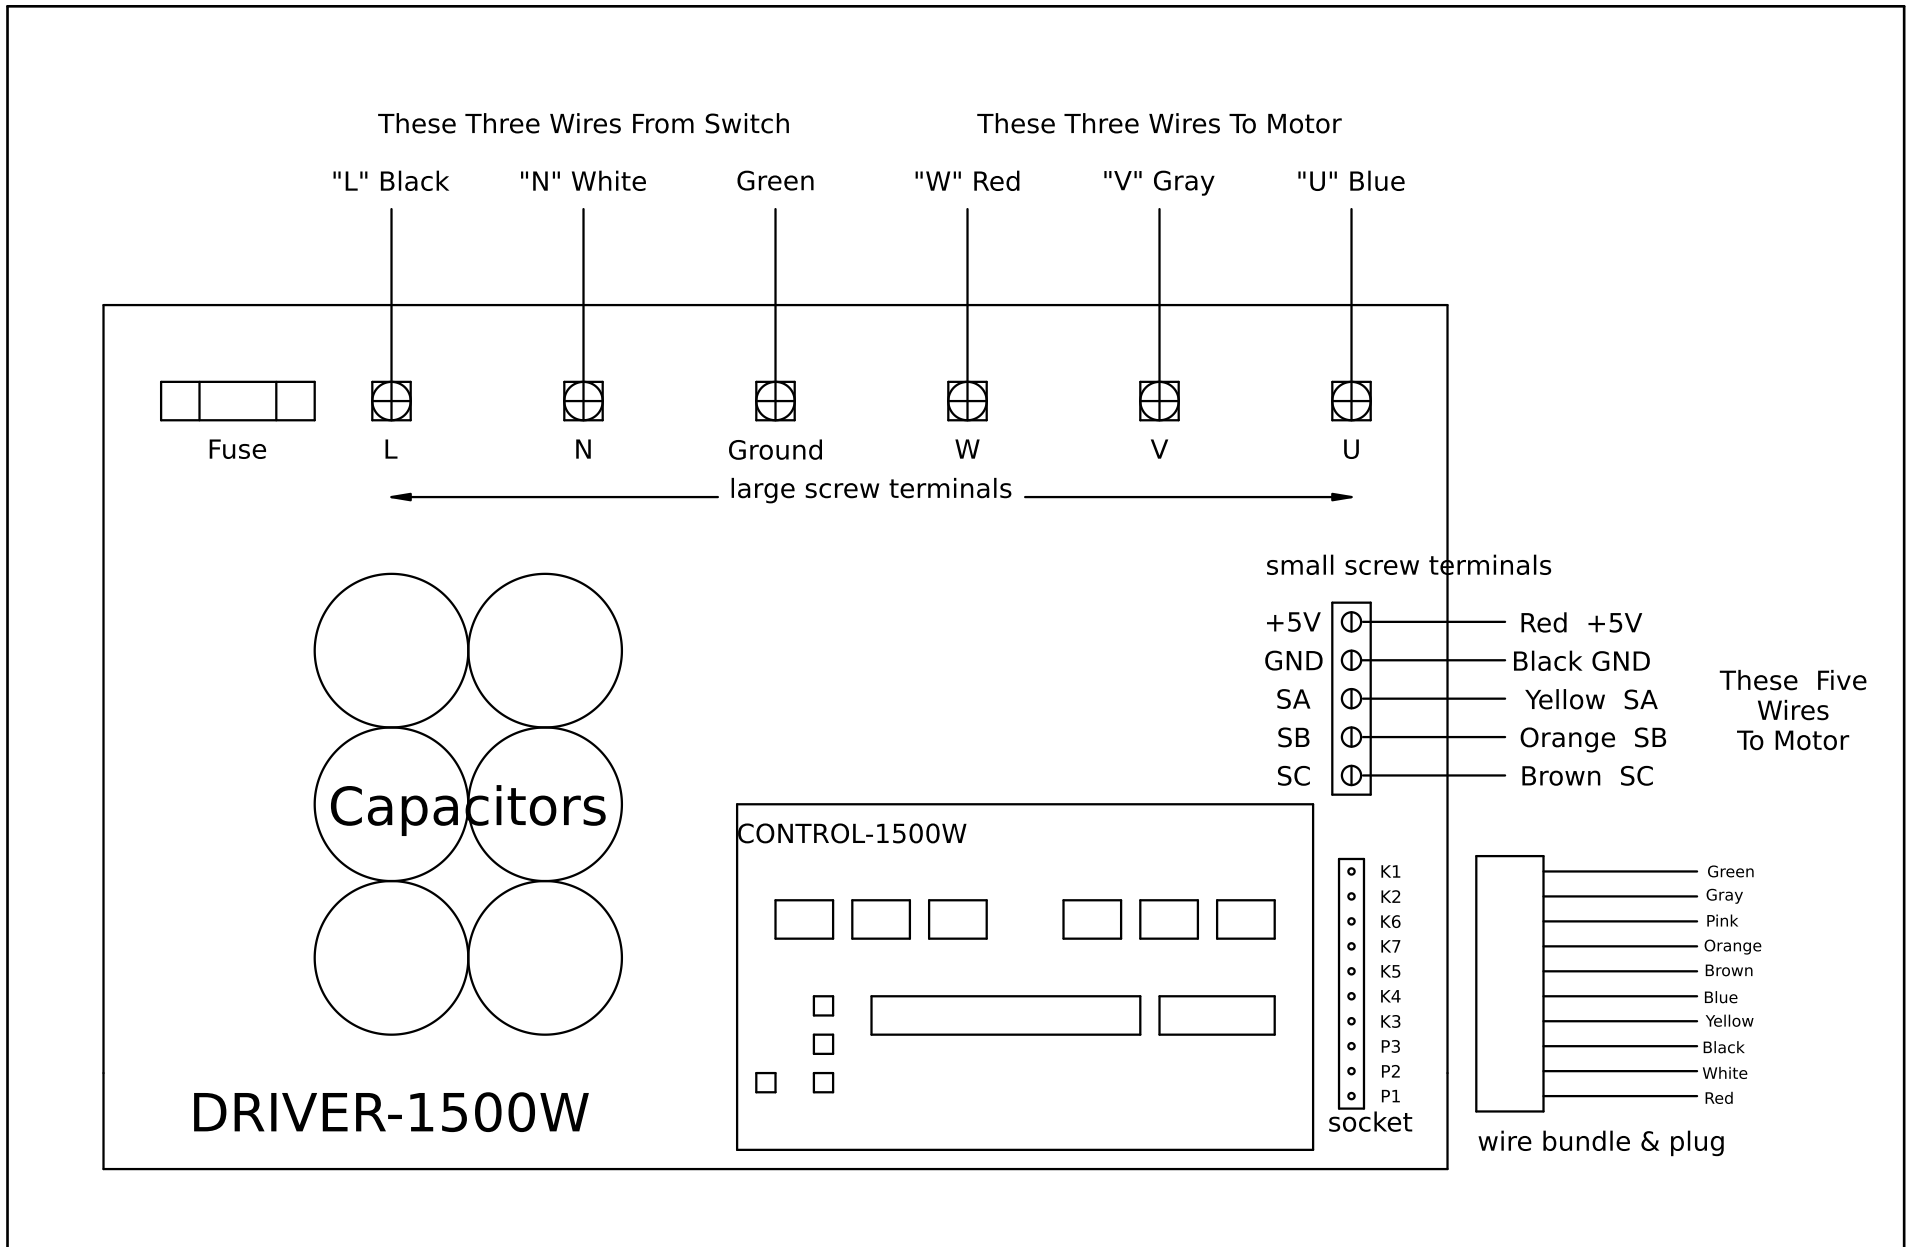 These Three Wires From Switch
These Three Wires To Motor
"L" Black
"N" White
Green
"W" Red
"V" Gray
"U" Blue
Fuse
L
N
Ground
W
V
U
large screw terminals
small screw terminals
+5V
Red +5V
GND
Black GND
SA
Yellow SA
SB
Orange SB
SC
Brown SC
These Five
Wires
To Motor
Capacitors
CONTROL-1500W
K1
Green
K2
Gray
K6
Pink
K7
Orange
K5
Brown
K4
Blue
K3
Yellow
P3
Black
P2
White
P1
Red
socket
wire bundle & plug
DRIVER-1500W